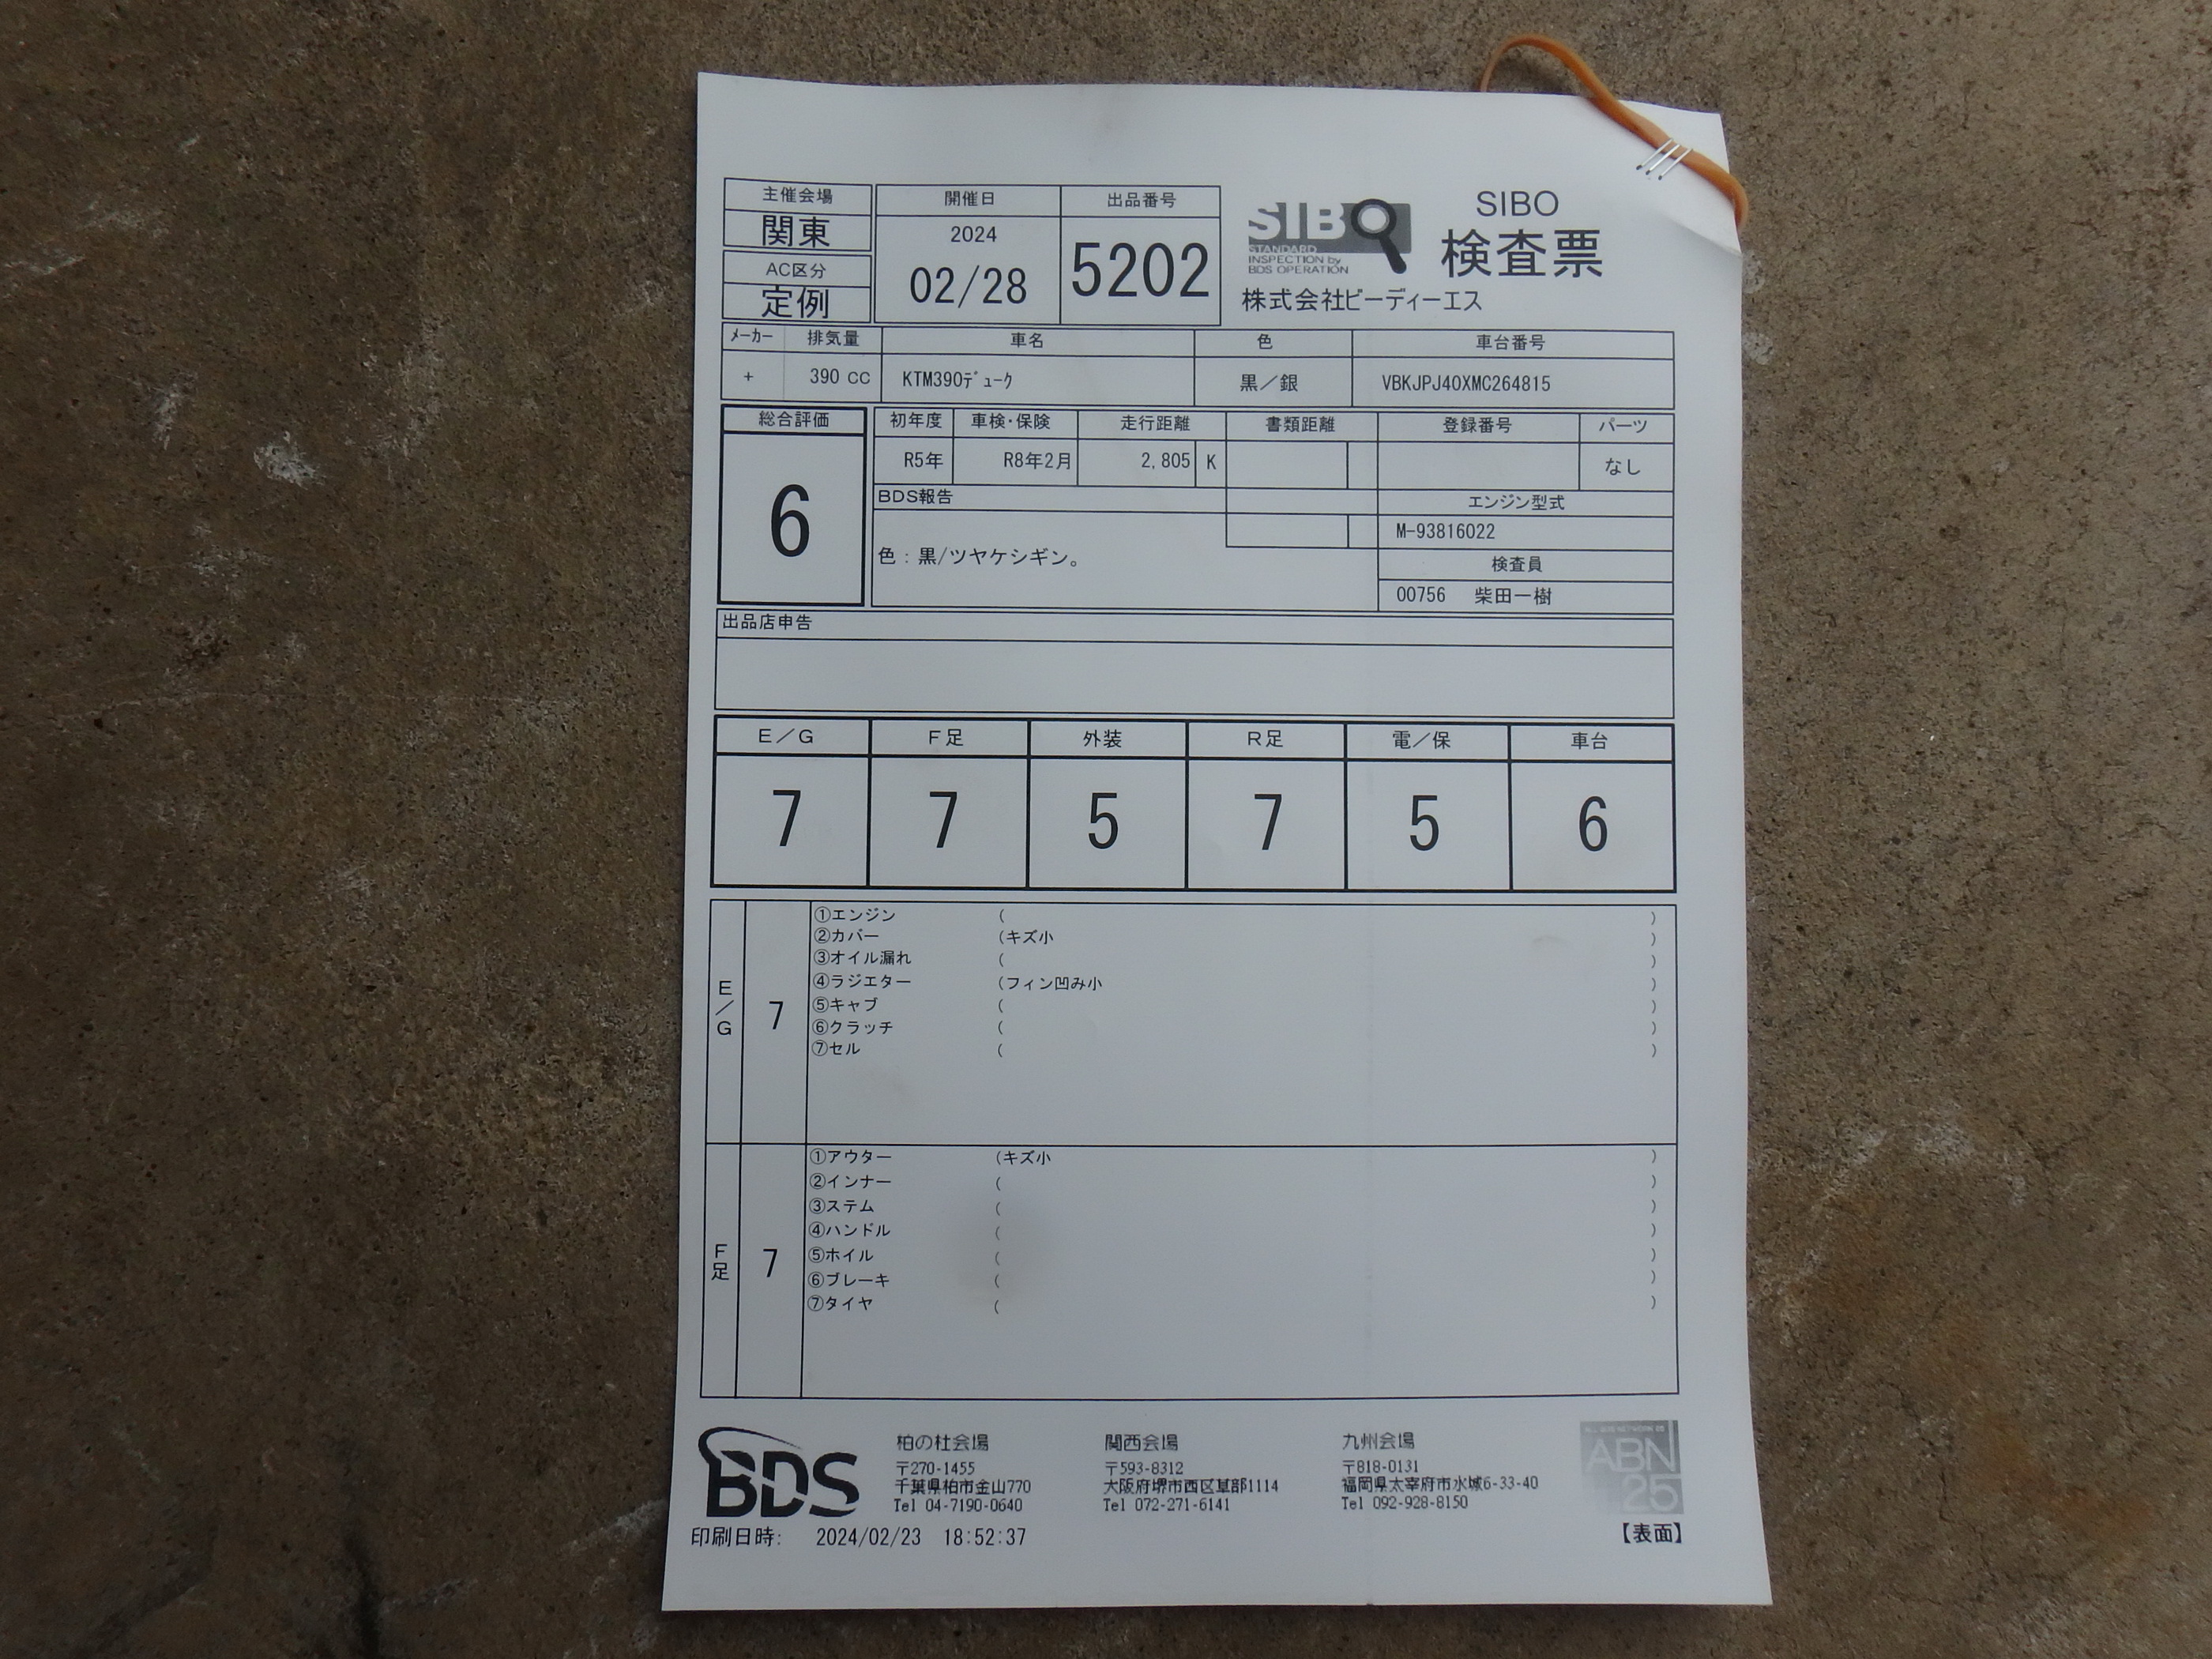 主催会場
関東
AC区分
定例
開催日
2024
02/28
出品番号
5202
SIBO
STANDARD
INSPECTION by
BDS OPERATION
SIBO
検査票
株式会社ビーディーエス
ﾒｰｶｰ 排気量 車名 色 車台番号
+ 390 CC KTM390ﾃﾞｭｰｸ 黒／銀 VBKJPJ40XMC264815
総合評価
6
初年度 車検・保険 走行距離 書類距離 登録番号 パーツ
R5年 R8年2月 2,805 K なし
BDS報告
色：黒/ツヤケシギン。
エンジン型式
M-93816022
検査員
00756 柴田一樹
出品店申告
E／G F足 外装 R足 電／保 車台
7 7 5 7 5 6
E／G
7
①エンジン ( )
②カバー (キズ小 )
③オイル漏れ ( )
④ラジエター (フィン凹み小 )
⑤キャブ ( )
⑥クラッチ ( )
⑦セル ( )
F足
7
①アウター (キズ小 )
②インナー ( )
③ステム ( )
④ハンドル ( )
⑤ホイル ( )
⑥ブレーキ ( )
⑦タイヤ ( )
BDS
柏の杜会場
〒270-1455
千葉県柏市金山770
Tel 04-7190-0640
関西会場
〒593-8312
大阪府堺市西区草部1114
Tel 072-271-6141
九州会場
〒818-0131
福岡県太宰府市水城6-33-40
Tel 092-928-8150
ABN
25
印刷日時: 2024/02/23 18:52:37
【表面】